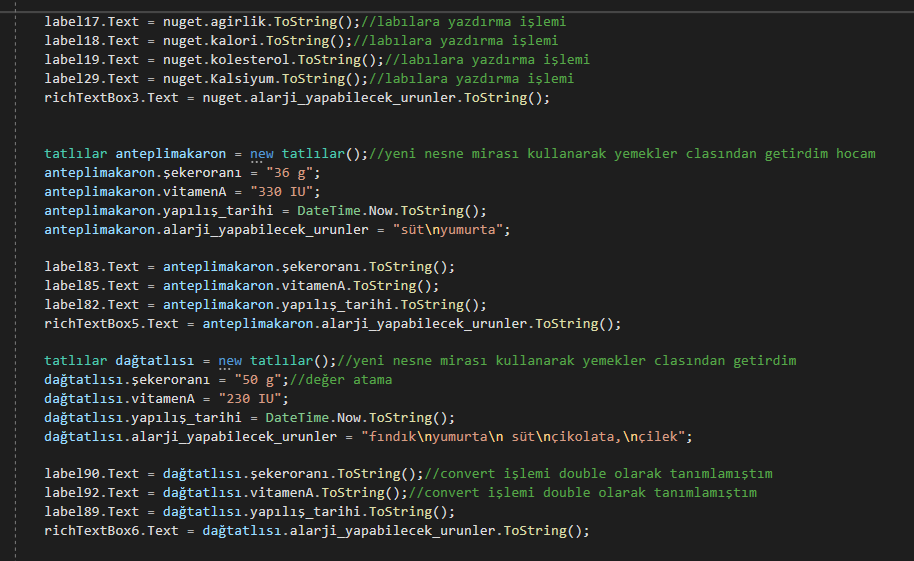 label17.Text = nuget.agirlik.ToString();//labılara yazdırma işlemi
label18.Text = nuget.kalori.ToString();//labılara yazdırma işlemi
label19.Text = nuget.kolesterol.ToString();//labılara yazdırma işlemi
label29.Text = nuget.Kalsiyum.ToString();//labılara yazdırma işlemi
richTextBox3.Text = nuget.alarji_yapabilecek_urunler.ToString();
tatlılar anteplimakaron = new tatlılar();//yeni nesne mirası kullanarak yemekler clasından getirdim hocam
anteplimakaron.şekeroranı = "36 g";
anteplimakaron.vitamenA = "330 IU";
anteplimakaron.yapılış_tarihi = DateTime.Now.ToString();
anteplimakaron.alarji_yapabilecek_urunler = "süt\nyumurta";
label83.Text = anteplimakaron.şekeroranı.ToString();
label85.Text = anteplimakaron.vitamenA.ToString();
label82.Text = anteplimakaron.yapılış_tarihi.ToString();
richTextBox5.Text = anteplimakaron.alarji_yapabilecek_urunler.ToString();
tatlılar dağtatlısı = new tatlılar();//yeni nesne mirası kullanarak yemekler clasından getirdim
dağtatlısı.şekeroranı = "50 g";//değer atama
dağtatlısı.vitamenA = "230 IU";
dağtatlısı.yapılış_tarihi = DateTime.Now.ToString();
dağtatlısı.alarji_yapabilecek_urunler = "fındık\nyumurta\n süt\nçikolata,\nçilek";
label90.Text = dağtatlısı.şekeroranı.ToString();//convert işlemi double olarak tanımlamıştım
label92.Text = dağtatlısı.vitamenA.ToString();//convert işlemi double olarak tanımlamıştım
label89.Text = dağtatlısı.yapılış_tarihi.ToString();
richTextBox6.Text = dağtatlısı.alarji_yapabilecek_urunler.ToString();